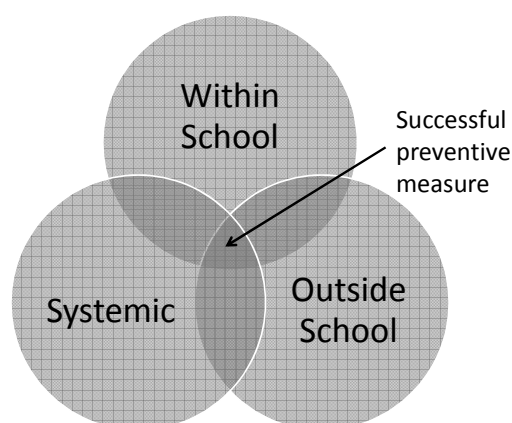 Within
School
Successful
preventive
measure
Systemic
Outside
School